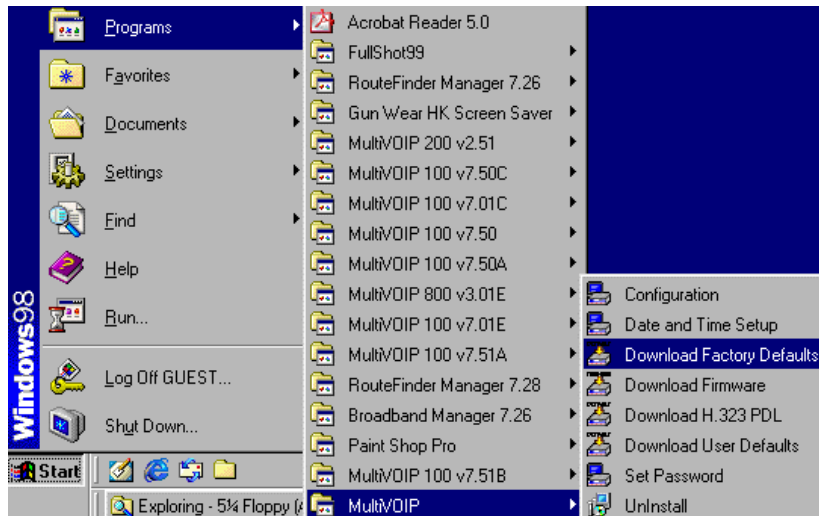 Windows98
Programs
Favorites
Documents
Settings
Find
Help
Run...
Log Off GUEST...
Shut Down...
Start
Exploring - 5¼ Floppy (A
Acrobat Reader 5.0
FullShot99
RouteFinder Manager 7.26
Gun Wear HK Screen Saver
MultiVOIP 200 v2.51
MultiVOIP 100 v7.50C
MultiVOIP 100 v7.01C
MultiVOIP 100 v7.50
MultiVOIP 100 v7.50A
MultiVOIP 800 v3.01E
MultiVOIP 100 v7.01E
MultiVOIP 100 v7.51A
RouteFinder Manager 7.28
Broadband Manager 7.26
Paint Shop Pro
MultiVOIP 100 v7.51B
MultiVOIP
Configuration
Date and Time Setup
Download Factory Defaults
Download Firmware
Download H.323 PDL
Download User Defaults
Set Password
UnInstall